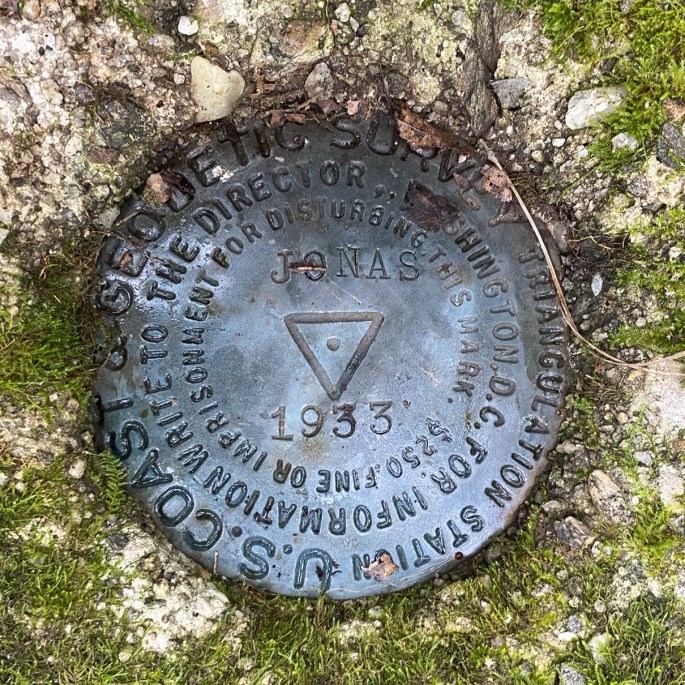 U.S. COAST & GEODETIC SURVEY TRIANGULATION STATION
FOR INFORMATION WRITE TO THE DIRECTOR, WASHINGTON, D.C.
$250. FINE OR IMPRISONMENT FOR DISTURBING THIS MARK.
JONAS
1933